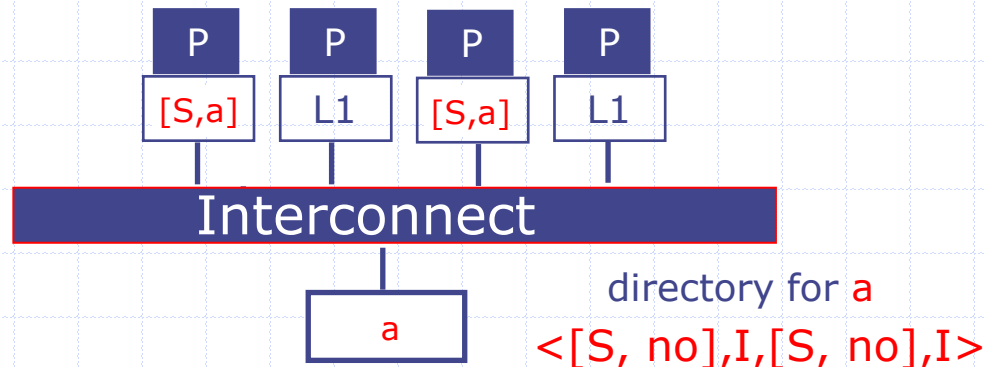 P P P P
[S,a] L1 [S,a] L1
Interconnect
directory for a
a
<[S, no],I,[S, no],I>